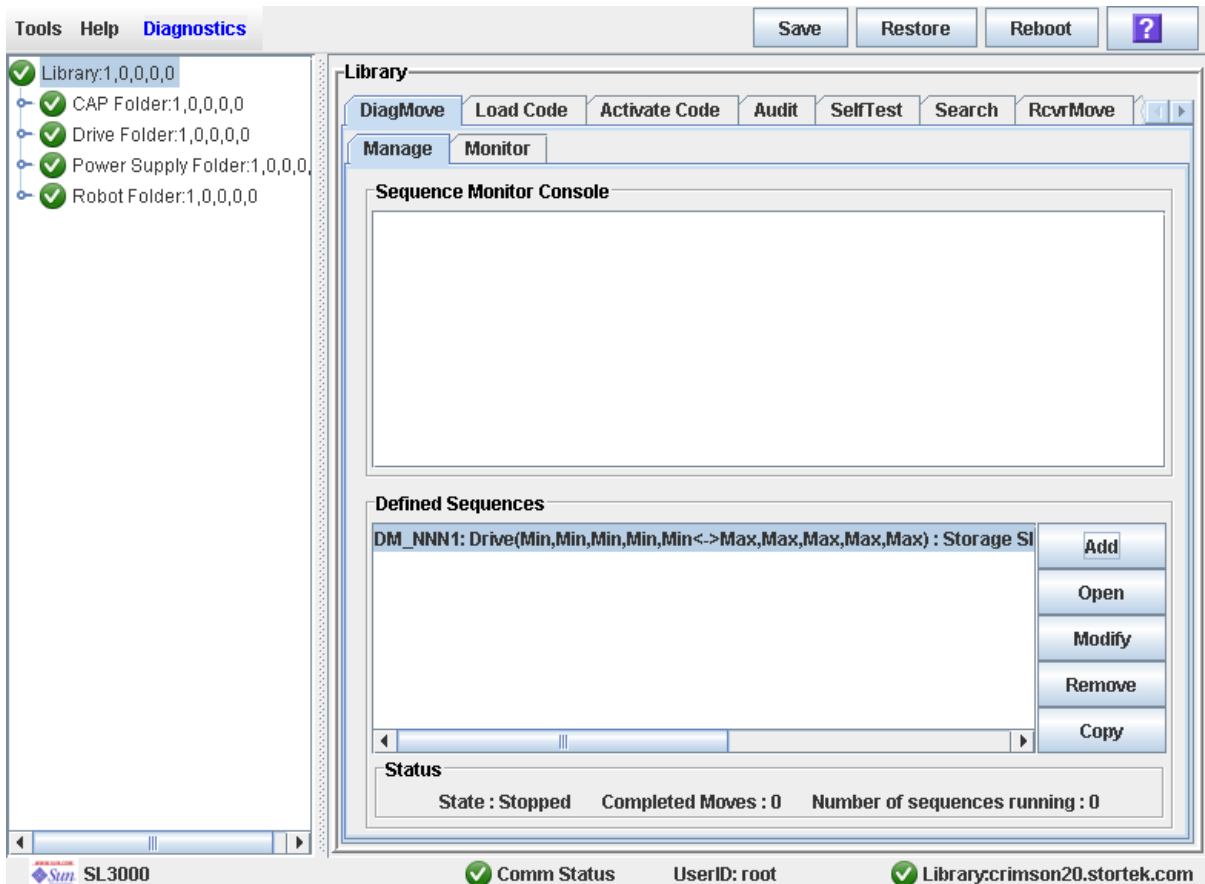 Tools Help Diagnostics Save Restore Reboot ?
Library:1,0,0,0,0
CAP Folder:1,0,0,0,0
Drive Folder:1,0,0,0,0
Power Supply Folder:1,0,0,0,
Robot Folder:1,0,0,0,0
Library
DiagMove Load Code Activate Code Audit SelfTest Search RcvrMove
Manage Monitor
Sequence Monitor Console
Defined Sequences
DM_NNN1: Drive(Min,Min,Min,Min,Min<->Max,Max,Max,Max,Max) : Storage Sl
Add
Open
Modify
Remove
Copy
Status
State : Stopped Completed Moves : 0 Number of sequences running : 0
Sun SL3000 Comm Status UserID: root Library:crimson20.stortek.com